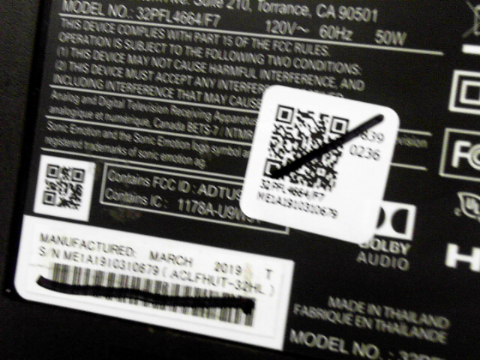 Suite 210, Torrance, CA 90501
MODEL NO.: 32PFL4664/F7 120V~ 60Hz 50W
THIS DEVICE COMPLIES WITH PART 15 OF THE FCC RULES.
OPERATION IS SUBJECT TO THE FOLLOWING TWO CONDITIONS:
(1) THIS DEVICE MAY NOT CAUSE HARMFUL INTERFERENCE, AND
(2) THIS DEVICE MUST ACCEPT ANY INTERFERENCE
INCLUDING INTERFERENCE THAT MAY CAUSE
Analog and Digital Television Receiving Apparatus
analogique et numérique, Canada BETS-7 / NTMR
Sonic Emotion and the Sonic Emotion logo symbol are
registered trademarks of sonic emotion ag
839
0236
32PFL4664/F7
ME1A1910310679
Contains FCC ID : ADTUS
Contains IC : 1178A-U9W
DOLBY
AUDIO
MANUFACTURED: MARCH 2019 T
S/N ME1A1910310679 ( ACLFHUT-32HL )
MADE IN THAILAND
FABRIQUÉ EN THAÏLANDE
MODEL NO. :